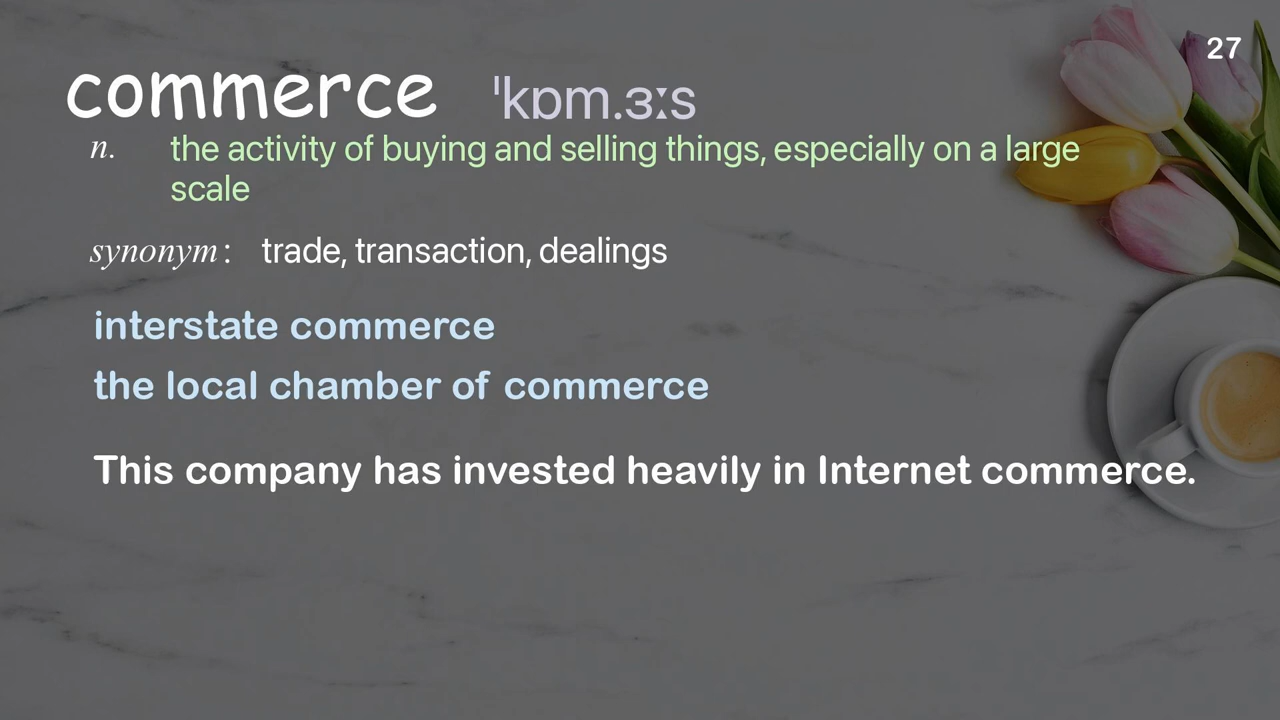 27
commerce ˈkɒm.ɜːs
n. the activity of buying and selling things, especially on a large
scale
synonym: trade, transaction, dealings
interstate commerce
the local chamber of commerce
This company has invested heavily in Internet commerce.